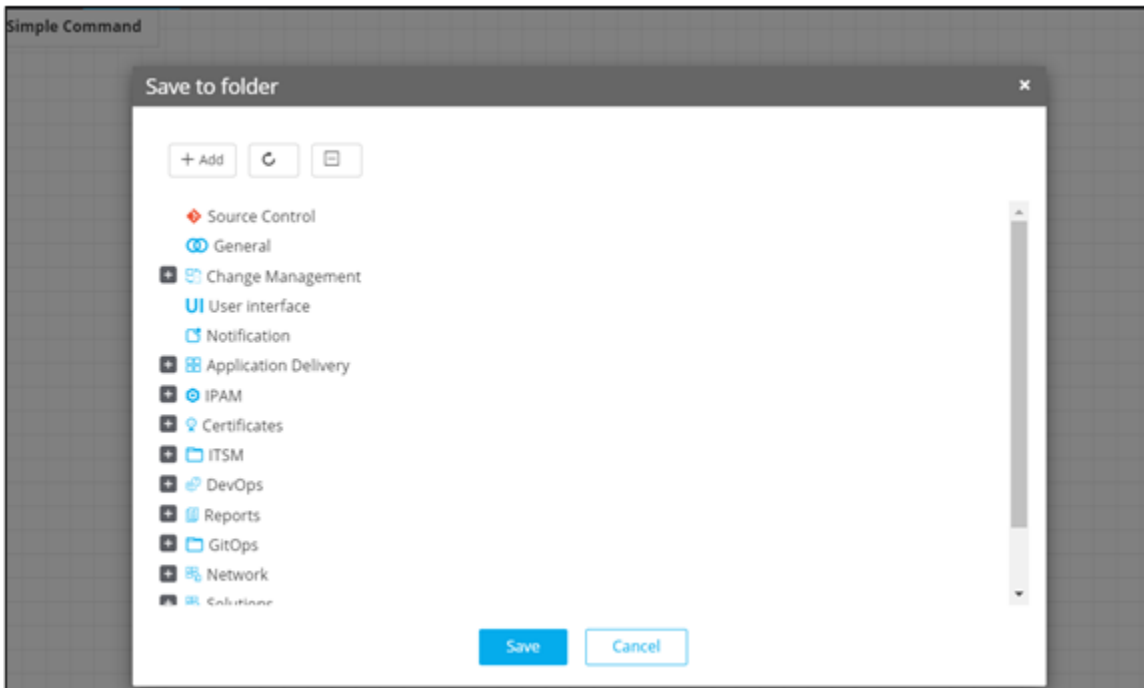 Simple Command
Save to folder
+ Add
Source Control
General
Change Management
UI User interface
Notification
Application Delivery
IPAM
Certificates
ITSM
DevOps
Reports
GitOps
Network
Solutions
Save Cancel